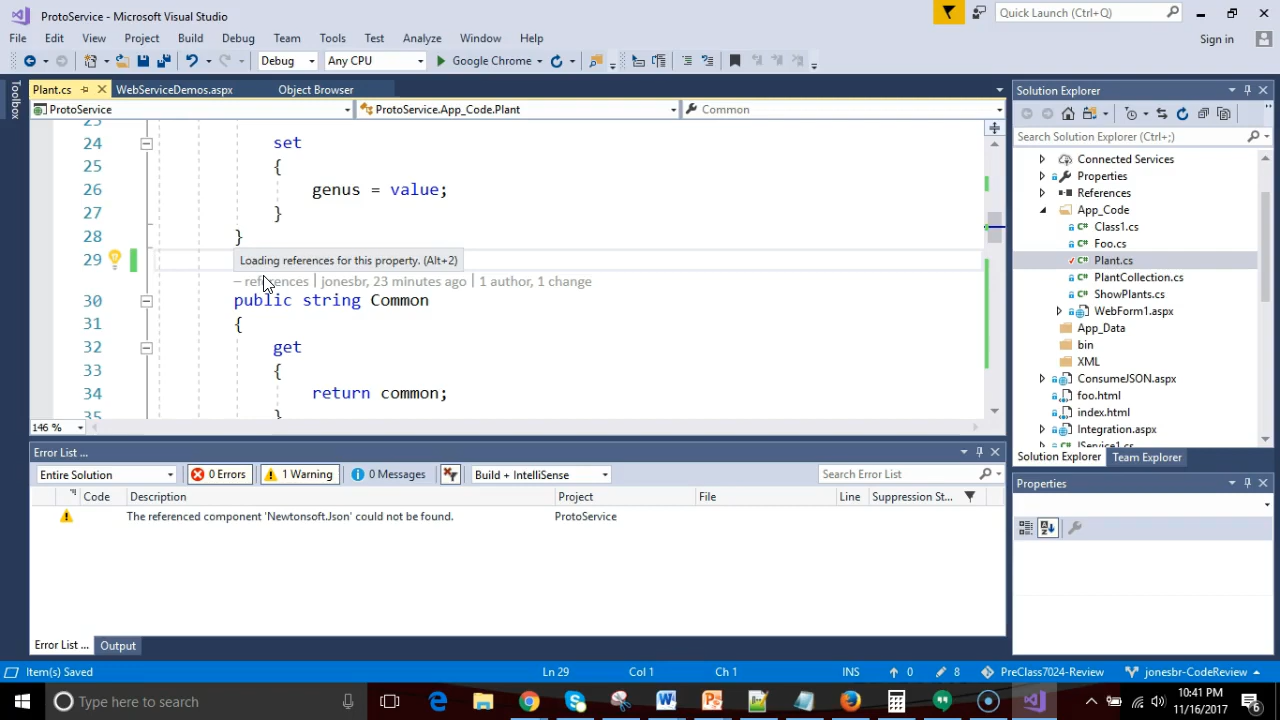 ProtoService - Microsoft Visual Studio
Quick Launch (Ctrl+Q)
File Edit View Project Build Debug Team Tools Test Analyze Window Help
Sign in
Debug Any CPU Google Chrome
Toolbox
Plant.cs WebServiceDemos.aspx Object Browser
ProtoService ProtoService.App_Code.Plant Common
23
24 set
25 {
26 genus = value;
27 }
28 }
29
Loading references for this property. (Alt+2)
– references | jonesbr, 23 minutes ago | 1 author, 1 change
30 public string Common
31 {
32 get
33 {
34 return common;
35 }
146 %
Solution Explorer
Search Solution Explorer (Ctrl+;)
Connected Services
Properties
References
App_Code
C# Class1.cs
C# Foo.cs
C# Plant.cs
C# PlantCollection.cs
C# ShowPlants.cs
WebForm1.aspx
App_Data
bin
XML
ConsumeJSON.aspx
foo.html
index.html
Integration.aspx
IService1.cs
Solution Explorer Team Explorer
Properties
Error List ...
Entire Solution 0 Errors 1 Warning 0 Messages Build + IntelliSense Search Error List
Code Description Project File Line Suppression St...
The referenced component 'Newtonsoft.Json' could not be found. ProtoService
Error List ... Output
Item(s) Saved Ln 29 Col 1 Ch 1 INS 0 8 PreClass7024-Review jonesbr-CodeReview
Type here to search
10:41 PM
11/16/2017
6